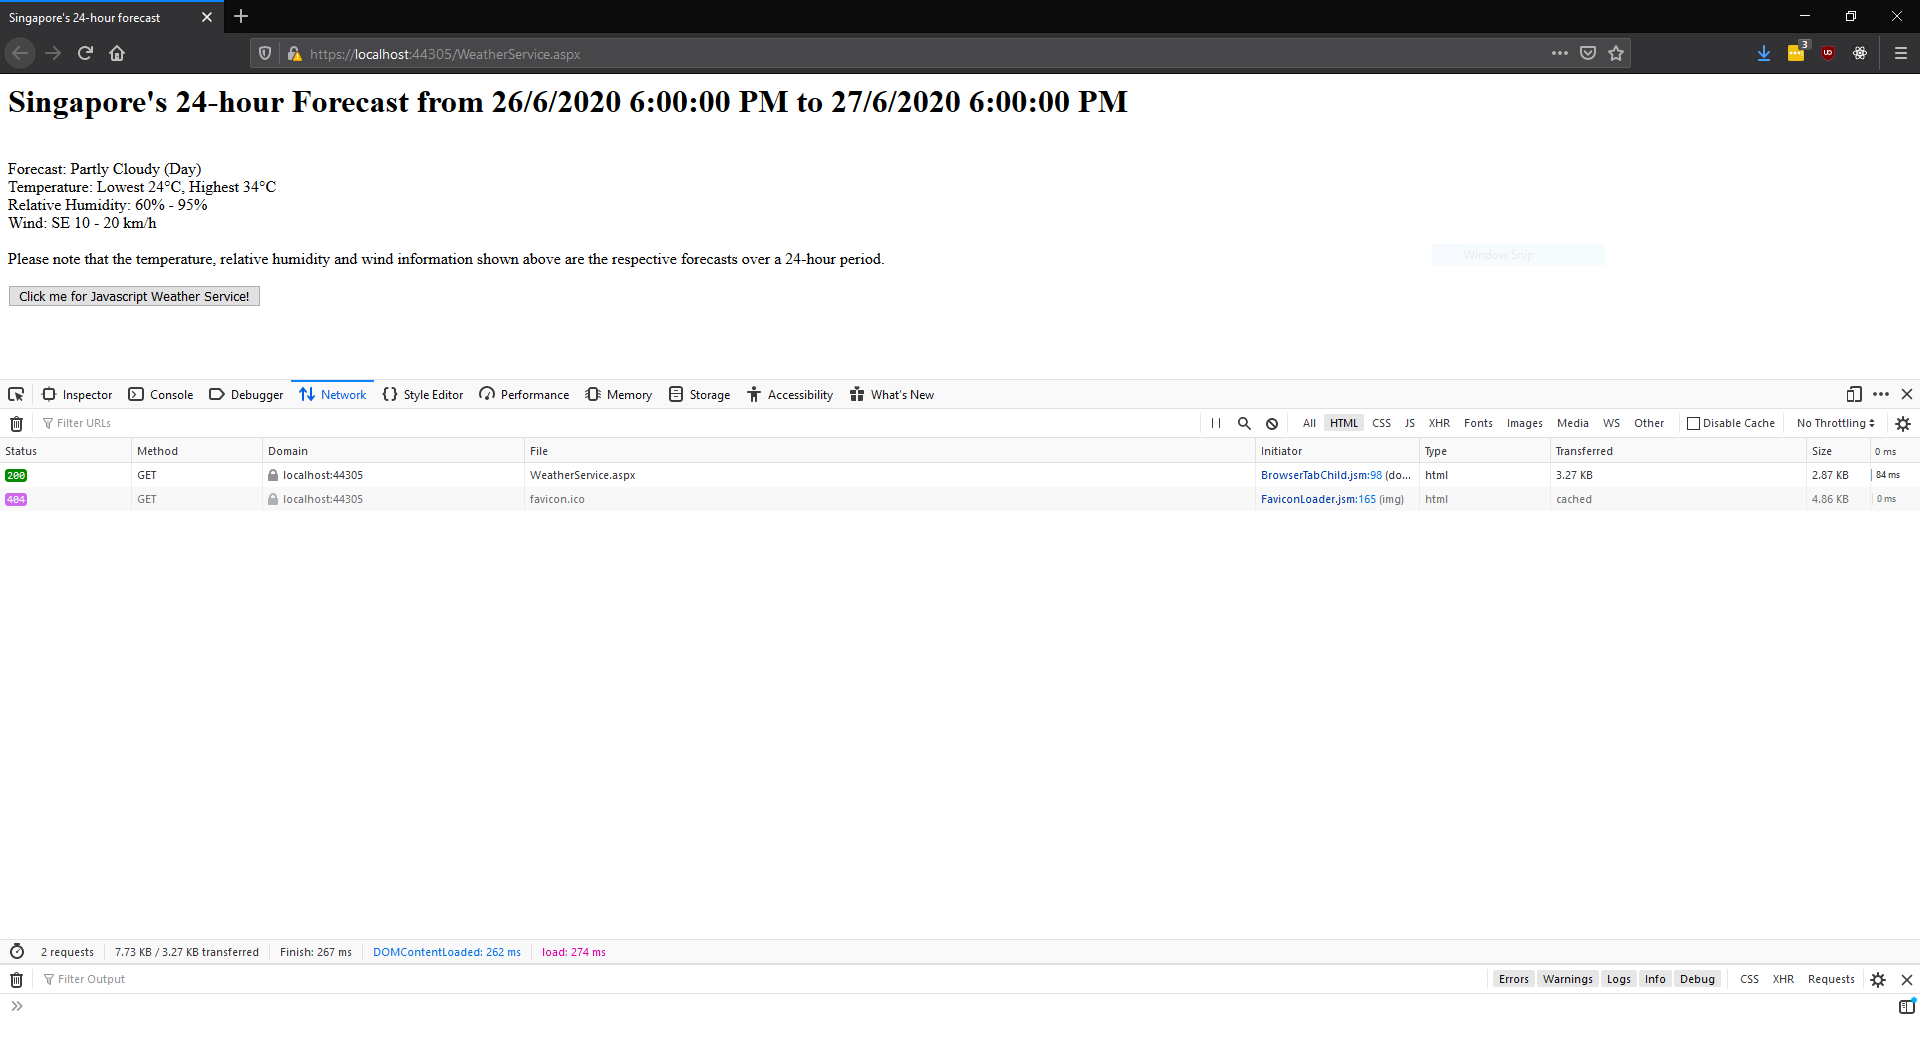 Singapore's 24-hour forecast
3
https://localhost:44305/WeatherService.aspx
Singapore's 24-hour Forecast from 26/6/2020 6:00:00 PM to 27/6/2020 6:00:00 PM
Forecast: Partly Cloudy (Day)
Temperature: Lowest 24°C, Highest 34°C
Relative Humidity: 60% - 95%
Wind: SE 10 - 20 km/h
Please note that the temperature, relative humidity and wind information shown above are the respective forecasts over a 24-hour period.
Window Snip
Click me for Javascript Weather Service!
Inspector Console Debugger Network Style Editor Performance Memory Storage Accessibility What's New
Filter URLs All HTML CSS JS XHR Fonts Images Media WS Other Disable Cache No Throttling
Status Method Domain File Initiator Type Transferred Size 0 ms
200 GET localhost:44305 WeatherService.aspx BrowserTabChild.jsm:98 (do... html 3.27 KB 2.87 KB 84 ms
404 GET localhost:44305 favicon.ico FaviconLoader.jsm:165 (img) html cached 4.86 KB 0 ms
2 requests 7.73 KB / 3.27 KB transferred Finish: 267 ms DOMContentLoaded: 262 ms load: 274 ms
Filter Output Errors Warnings Logs Info Debug CSS XHR Requests